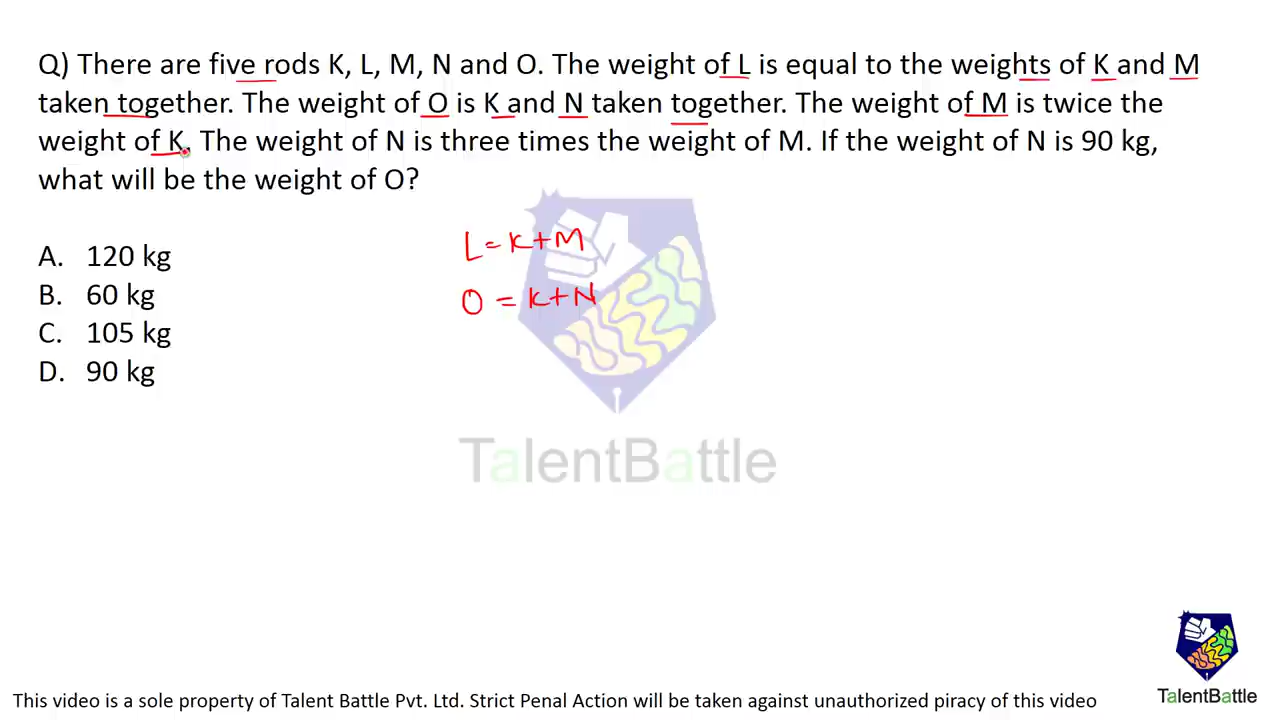 Q) There are five rods K, L, M, N and O. The weight of L is equal to the weights of K and M
taken together. The weight of O is K and N taken together. The weight of M is twice the
weight of K. The weight of N is three times the weight of M. If the weight of N is 90 kg,
what will be the weight of O?
A. 120 kg
B. 60 kg
C. 105 kg
D. 90 kg
L = K + M
O = K + N
TalentBattle
TalentBattle
This video is a sole property of Talent Battle Pvt. Ltd. Strict Penal Action will be taken against unauthorized piracy of this video